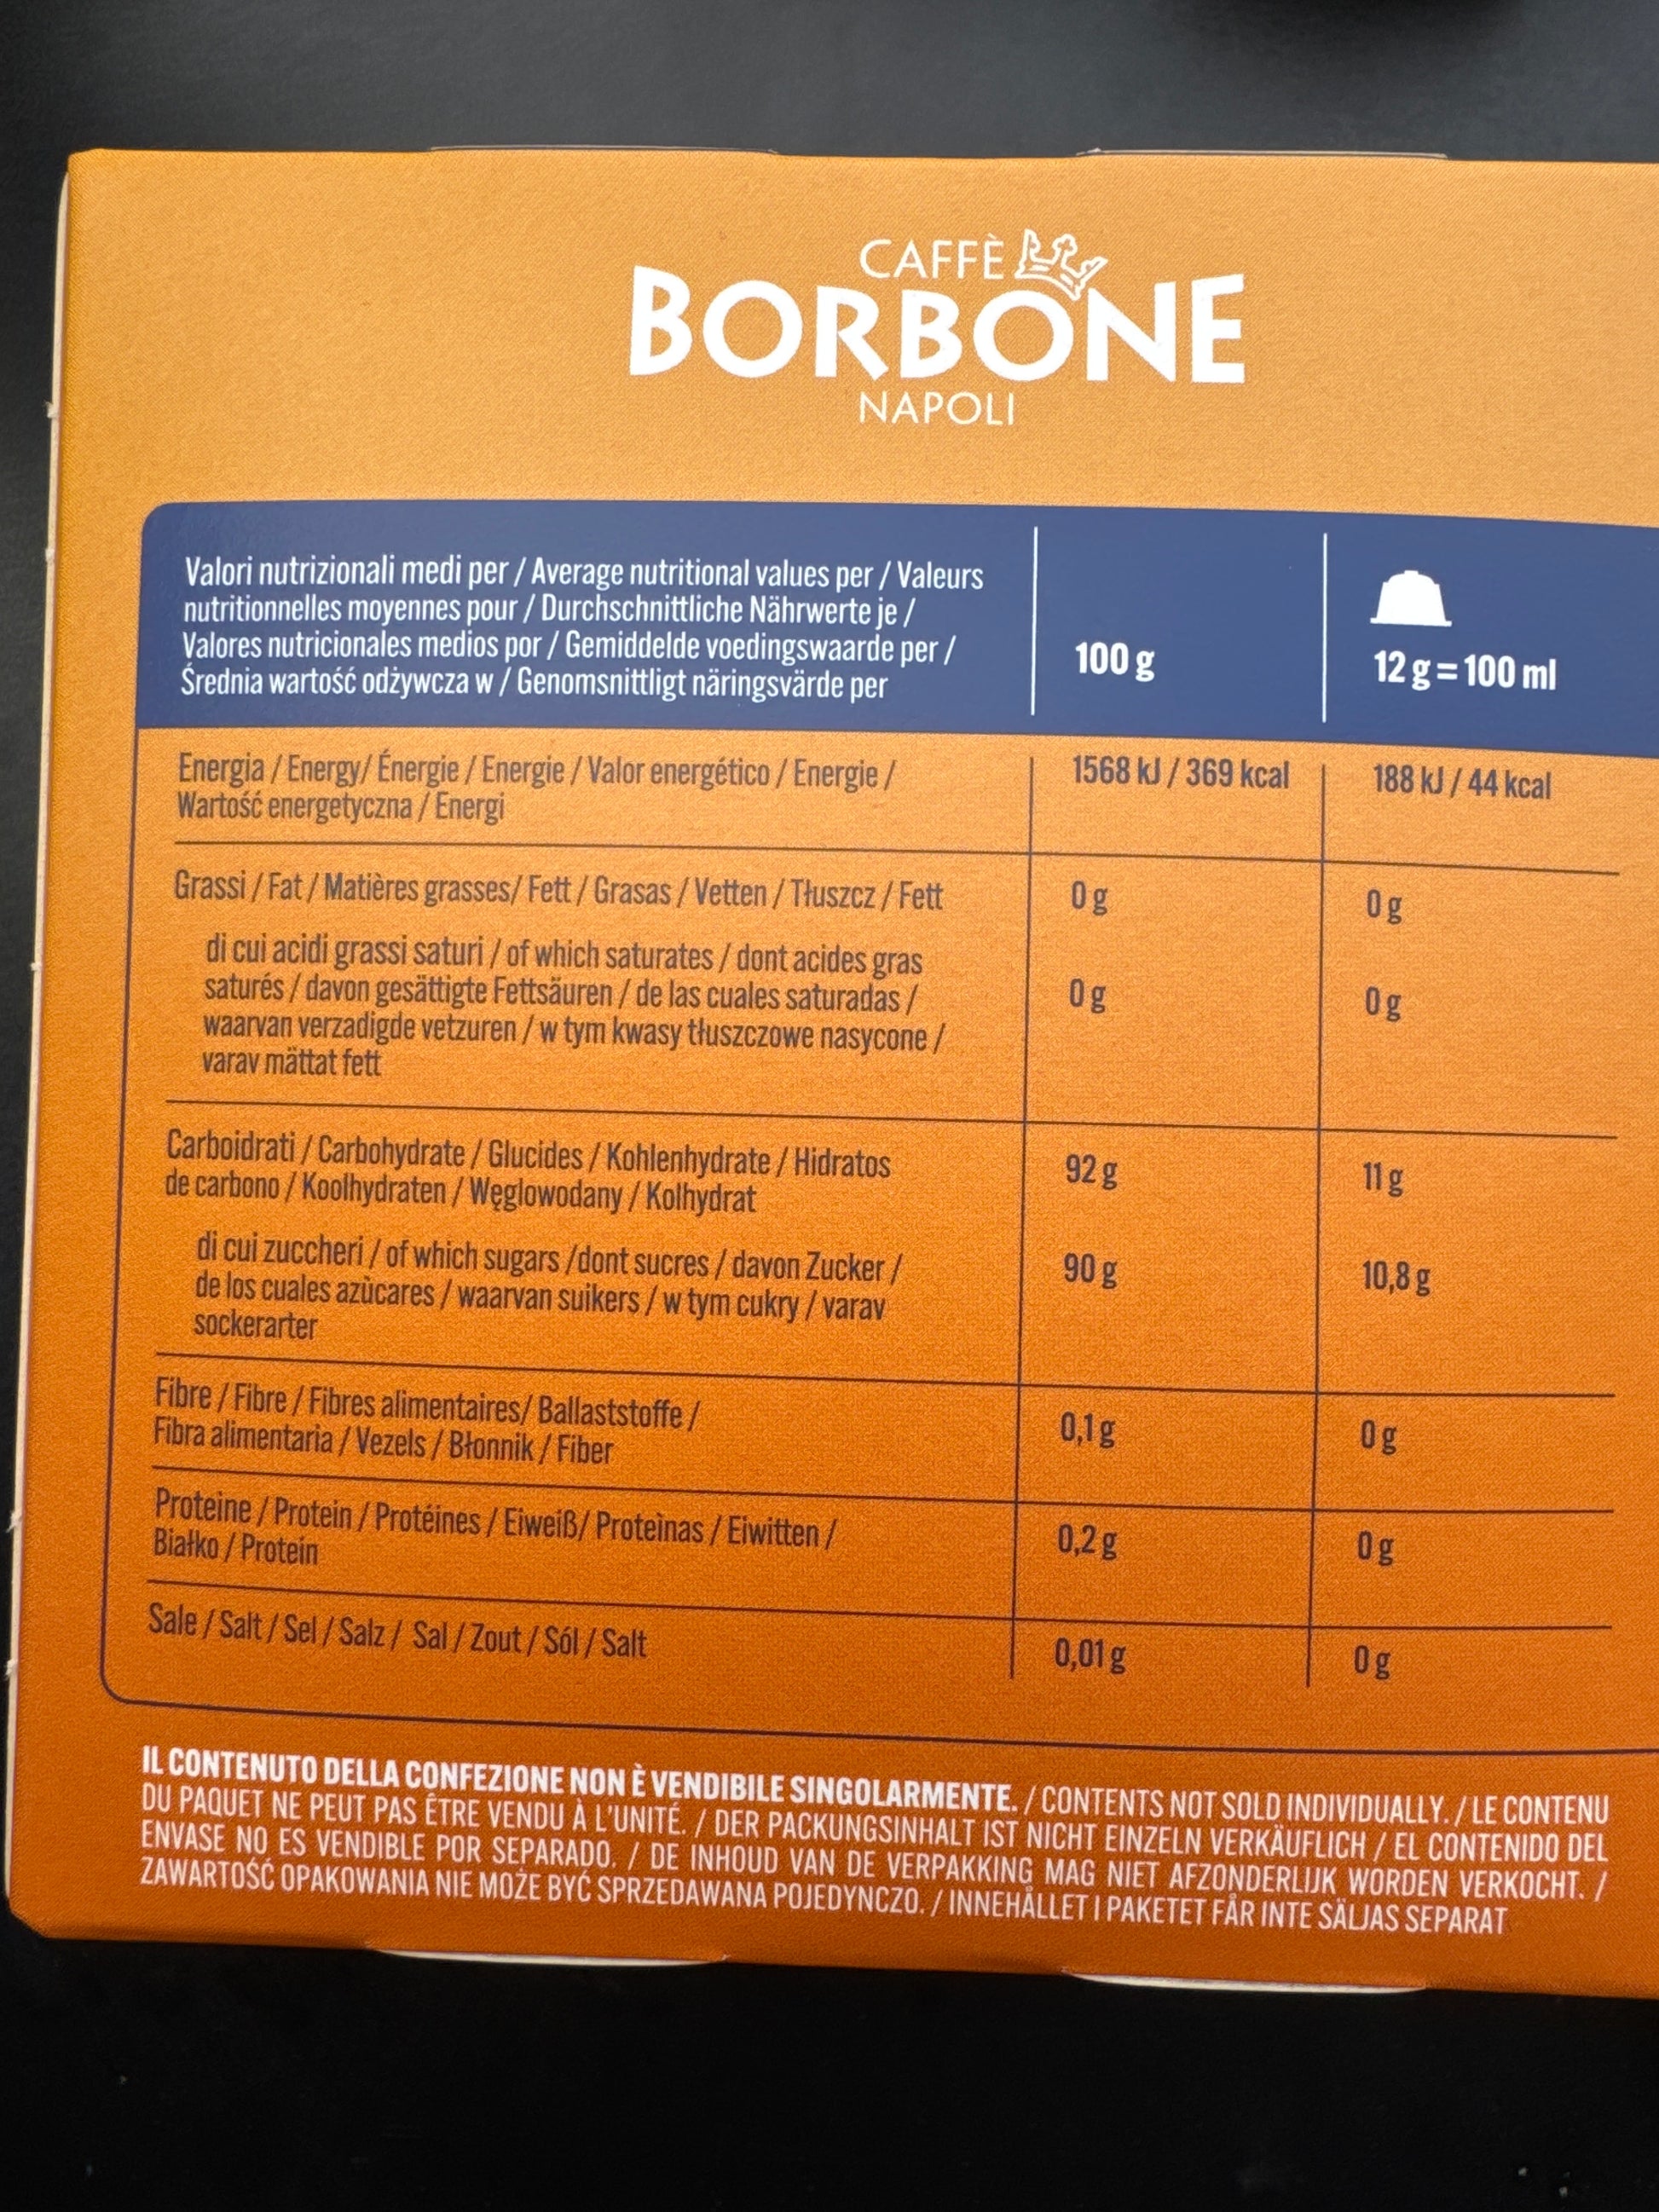 CAFFÈ
BORBONE
NAPOLI
Valori nutrizionali medi per / Average nutritional values per / Valeurs
nutritionnelles moyennes pour / Durchschnittliche Nährwerte je /
Valores nutricionales medios por / Gemiddelde voedingswaarde per /
Średnia wartość odżywcza w / Genomsnittligt näringsvärde per
100 g
12 g = 100 ml
Energia / Energy/ Énergie / Energie / Valor energético / Energie /
Wartość energetyczna / Energi
1568 kJ / 369 kcal
188 kJ / 44 kcal
Grassi / Fat / Matières grasses/ Fett / Grasas / Vetten / Tłuszcz / Fett
0 g
0 g
di cui acidi grassi saturi / of which saturates / dont acides gras
saturés / davon gesättigte Fettsäuren / de las cuales saturadas /
waarvan verzadigde vetzuren / w tym kwasy tłuszczowe nasycone /
varav mättat fett
0 g
0 g
Carboidrati / Carbohydrate / Glucides / Kohlenhydrate / Hidratos
de carbono / Koolhydraten / Węglowodany / Kolhydrat
92 g
11 g
di cui zuccheri / of which sugars /dont sucres / davon Zucker /
de los cuales azùcares / waarvan suikers / w tym cukry / varav
sockerarter
90 g
10,8 g
Fibre / Fibre / Fibres alimentaires/ Ballaststoffe /
Fibra alimentaria / Vezels / Błonnik / Fiber
0,1 g
0 g
Proteine / Protein / Protéines / Eiweiß/ Proteìnas / Eiwitten /
Białko / Protein
0,2 g
0 g
Sale / Salt / Sel / Salz / Sal / Zout / Sól / Salt
0,01 g
0 g
IL CONTENUTO DELLA CONFEZIONE NON È VENDIBILE SINGOLARMENTE. / CONTENTS NOT SOLD INDIVIDUALLY. / LE CONTENU
DU PAQUET NE PEUT PAS ÊTRE VENDU À L'UNITÉ. / DER PACKUNGSINHALT IST NICHT EINZELN VERKÄUFLICH / EL CONTENIDO DEL
ENVASE NO ES VENDIBLE POR SEPARADO. / DE INHOUD VAN DE VERPAKKING MAG NIET AFZONDERLIJK WORDEN VERKOCHT. /
ZAWARTOŚĆ OPAKOWANIA NIE MOŻE BYĆ SPRZEDAWANA POJEDYNCZO. / INNEHÅLLET I PAKETET FÅR INTE SÄLJAS SEPARAT